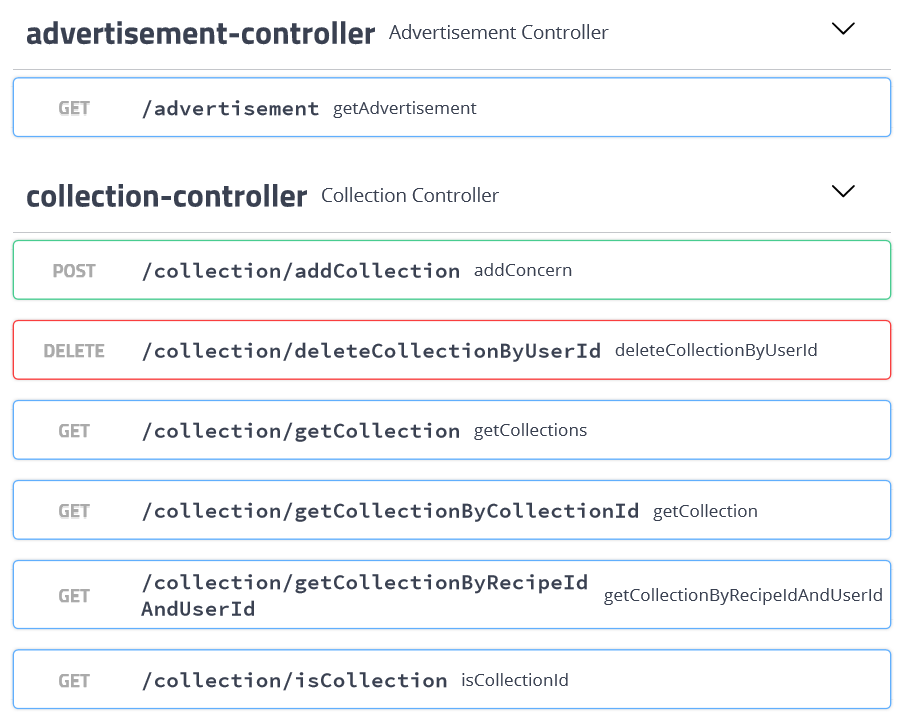 advertisement-controller Advertisement Controller
GET /advertisement getAdvertisement
collection-controller Collection Controller
POST /collection/addCollection addConcern
DELETE /collection/deleteCollectionByUserId deleteCollectionByUserId
GET /collection/getCollection getCollections
GET /collection/getCollectionByCollectionId getCollection
GET /collection/getCollectionByRecipeId
AndUserId getCollectionByRecipeIdAndUserId
GET /collection/isCollection isCollectionId